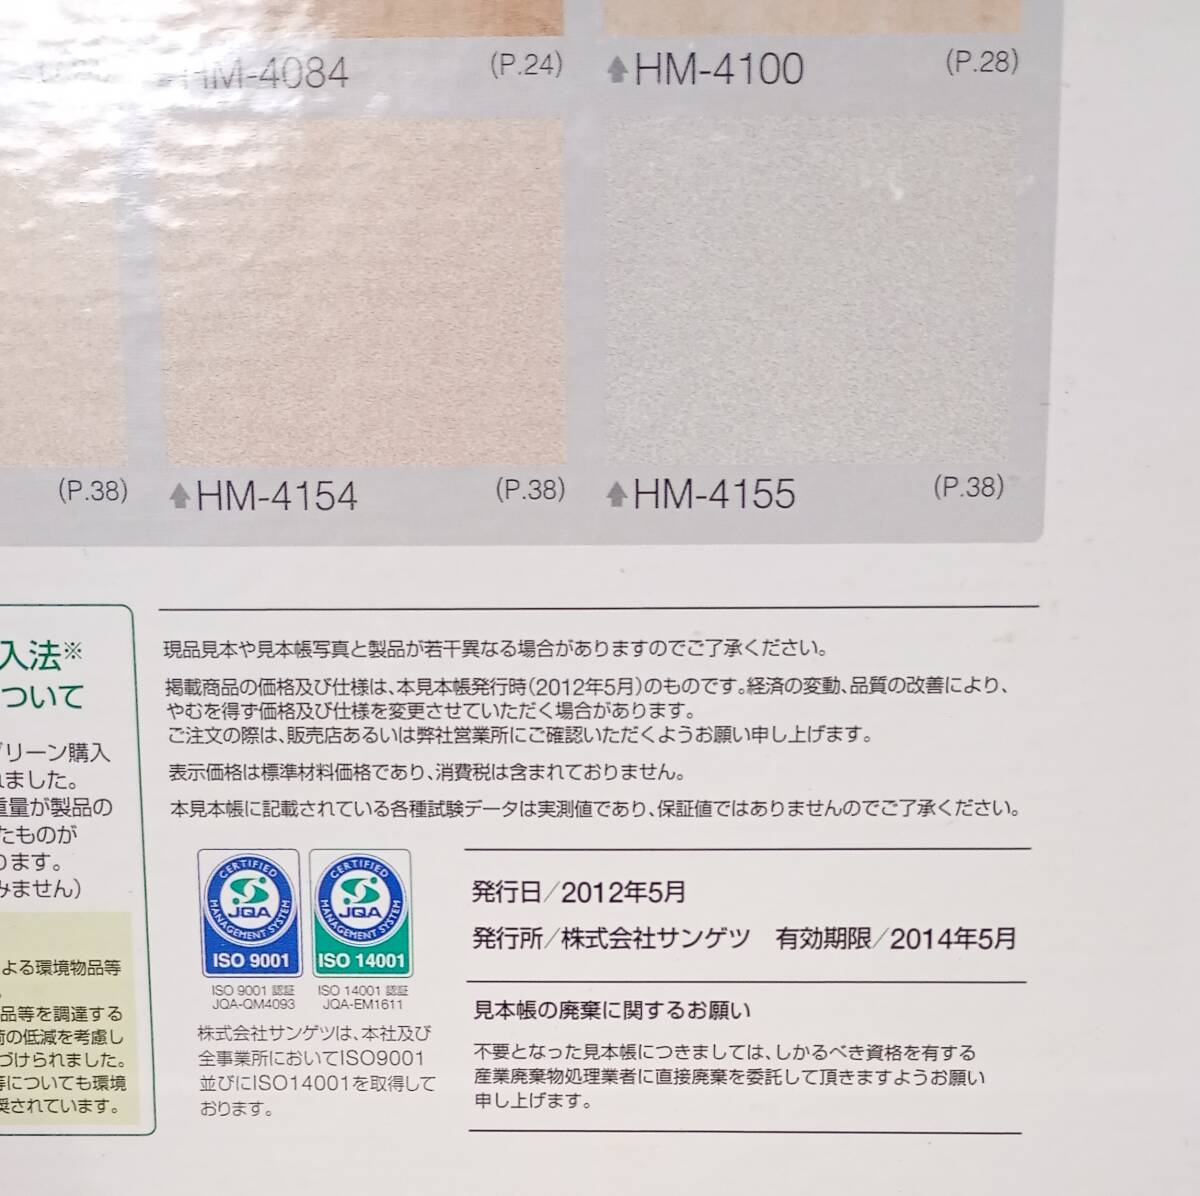 HM-4084 (P.24)
HM-4100 (P.28)
(P.38)
HM-4154 (P.38)
HM-4155 (P.38)
入法※
ついて
グリーン購入
れました。
重量が製品の
たものが
ります。
みません)
よる環境物品等
品等を調達する
荷の低減を考慮し
づけられました。
等についても環境
奨されています。
現品見本や見本帳写真と製品が若干異なる場合がありますのでご了承ください。
掲載商品の価格及び仕様は、本見本帳発行時(2012年5月)のものです。経済の変動、品質の改善により、
やむを得ず価格及び仕様を変更させていただく場合があります。
ご注文の際は、販売店あるいは弊社営業所にご確認いただくようお願い申し上げます。
表示価格は標準材料価格であり、消費税は含まれておりません。
本見本帳に記載されている各種試験データは実測値であり、保証値ではありませんのでご了承ください。
CERTIFIED
JQA
MANAGEMENT SYSTEM
ISO 9001
CERTIFIED
JQA
MANAGEMENT SYSTEM
ISO 14001
ISO 9001 認証
JQA-QM4093
ISO 14001 認証
JQA-EM1611
株式会社サンゲツは、本社及び
全事業所においてISO9001
並びにISO14001を取得して
おります。
発行日/2012年5月
発行所/株式会社サンゲツ 有効期限/2014年5月
見本帳の廃棄に関するお願い
不要となった見本帳につきましては、しかるべき資格を有する
産業廃棄物処理業者に直接廃棄を委託して頂きますようお願い
申し上げます。